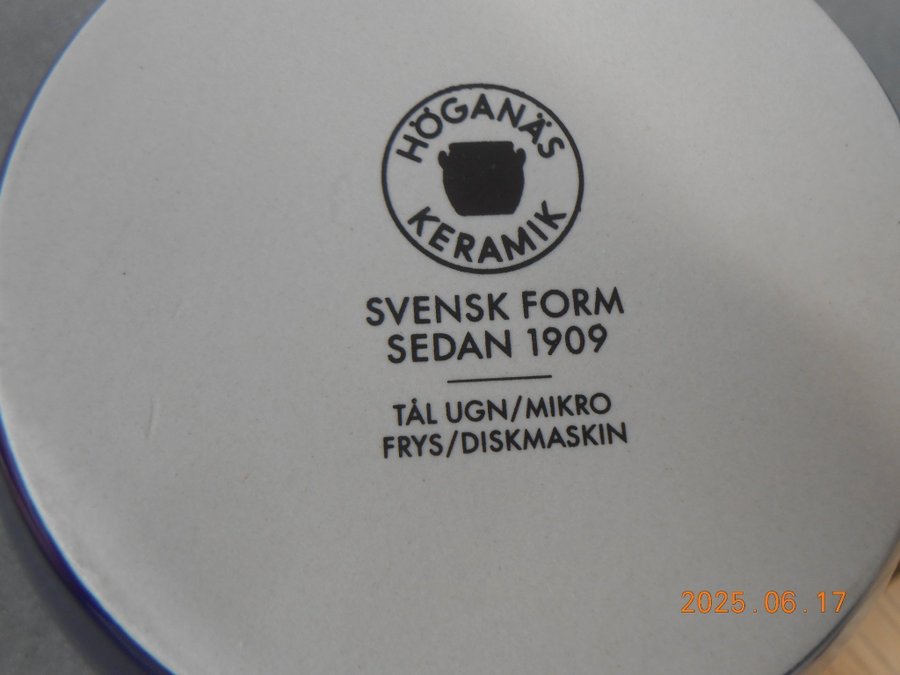 HÖGANÄS
KERAMIK
SVENSK FORM
SEDAN 1909
TÅL UGN/MIKRO
FRYS/DISKMASKIN
2025.06.17